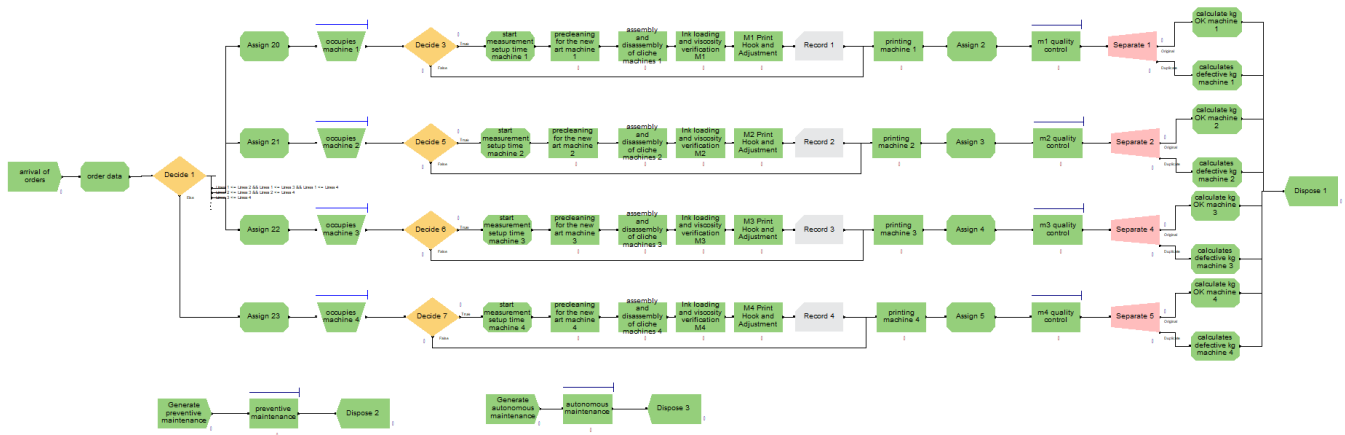 calculate kg
OK machine
1
Assign 20
occupies
machine 1
Decide 3
True
False
start
measurement
setup time
machine 1
precleaning
for the new
art machine
1
assembly
and
disassembly
of cliche
machines 1
Ink loading
and viscosity
verification
M1
M1 Print
Hook and
Adjustment
Record 1
printing
machine 1
Assign 2
m1 quality
control
Separate 1
Original
Duplicate
calculates
defective kg
machine 1
calculate kg
OK machine
2
Assign 21
occupies
machine 2
Decide 5
True
False
start
measurement
setup time
machine 2
precleaning
for the new
art machine
2
assembly
and
disassembly
of cliche
machines 2
Ink loading
and viscosity
verification
M2
M2 Print
Hook and
Adjustment
Record 2
printing
machine 2
Assign 3
m2 quality
control
Separate 2
Original
Duplicate
calculates
defective kg
machine 2
arrival of
orders
order data
Decide 1
Else
Dispose 1
calculate kg
OK machine
3
Assign 22
occupies
machine 3
Decide 6
True
False
start
measurement
setup time
machine 3
precleaning
for the new
art machine
3
assembly
and
disassembly
of cliche
machines 3
Ink loading
and viscosity
verification
M3
M3 Print
Hook and
Adjustment
Record 3
printing
machine 3
Assign 4
m3 quality
control
Separate 4
Original
Duplicate
calculates
defective kg
machine 3
calculate kg
OK machine
4
Assign 23
occupies
machine 4
Decide 7
True
False
start
measurement
setup time
machine 4
precleaning
for the new
art machine
4
assembly
and
disassembly
of cliche
machines 4
Ink loading
and viscosity
verification
M4
M4 Print
Hook and
Adjustment
Record 4
printing
machine 4
Assign 5
m4 quality
control
Separate 5
Original
Duplicate
calculates
defective kg
machine 4
Generate
preventive
maintenance
preventive
maintenance
Dispose 2
Generate
autonomous
maintenance
autonomous
maintenance
Dispose 3